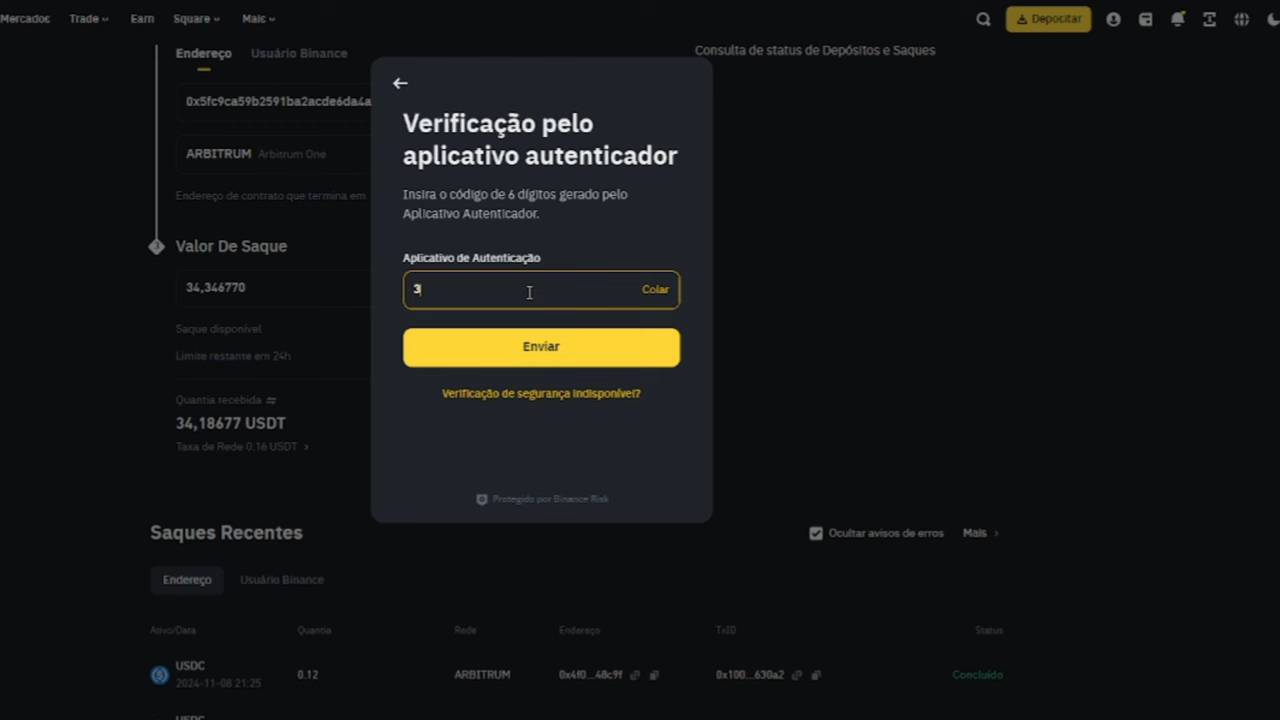 Mercados Trade Earn Square Mais Depositar
Endereço Usuário Binance
Consulta de status de Depósitos e Saques
0x5fc9ca59b2591ba2acde6da4a
ARBITRUM Arbitrum One
Endereço de contrato que termina em
Valor De Saque
34,346770
Saque disponível
Limite restante em 24h
Quantia recebida
34,18677 USDT
Taxa de Rede 0.16 USDT
Verificação pelo
aplicativo autenticador
Insira o código de 6 dígitos gerado pelo
Aplicativo Autenticador.
Aplicativo de Autenticação
3 Colar
Enviar
Verificação de segurança indisponível?
Protegido por Binance Risk
Saques Recentes
Ocultar avisos de erros Mais
Endereço Usuário Binance
Ativo/Data Quantia Rede Endereço TxID Status
USDC
2024-11-08 21:25
0.12 ARBITRUM 0x4f0...48c9f 0x100...630a2 Concluído